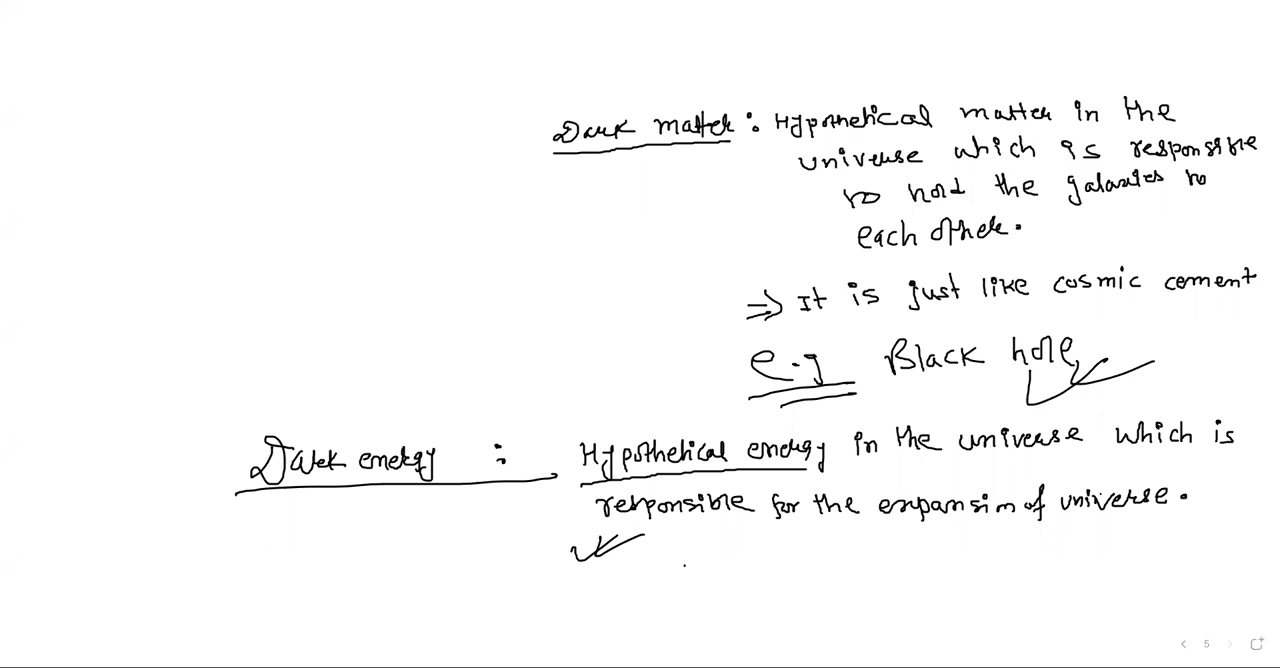 Dark matter : Hypothetical matter in the
universe which is responsible
to hold the galaxies to
each other.
⇒ It is just like cosmic cement
e.g Black hole
Dark energy : Hypothetical energy in the universe which is
responsible for the expansion of universe.
5